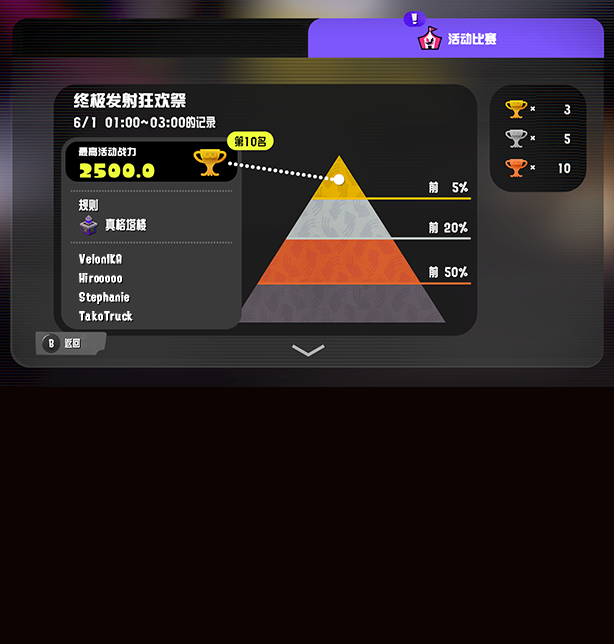 !
活动比赛
终极发射狂欢祭
6/1 01:00~03:00的记录
最高活动战力
2500.0
第10名
规则
真格塔楼
VelonIKA
Hirooooo
Stephanie
TakoTruck
前 5%
前 20%
前 50%
× 3
× 5
× 10
B 返回